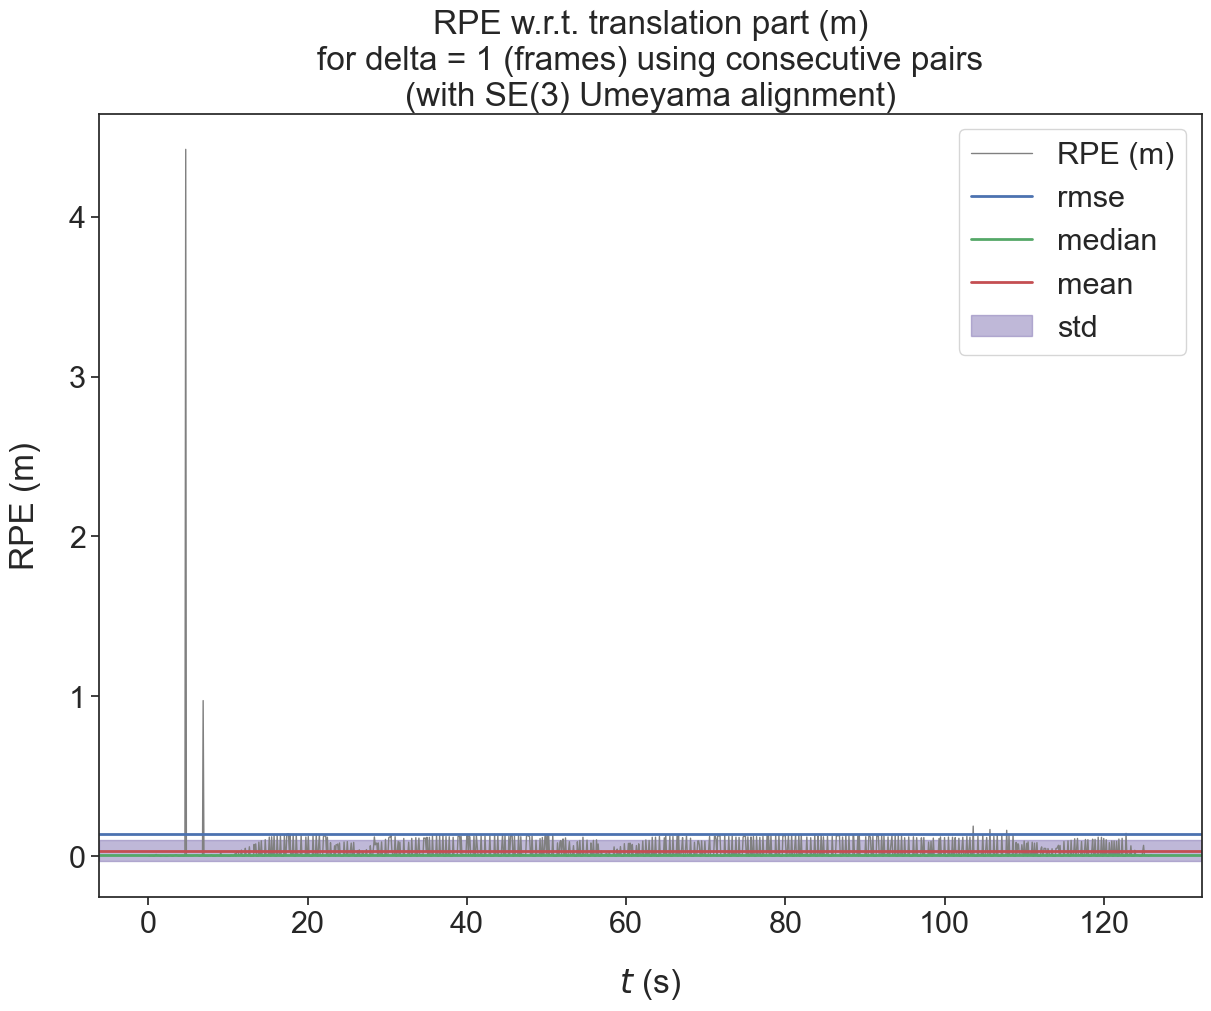 RPE w.r.t. translation part (m)
for delta = 1 (frames) using consecutive pairs
(with SE(3) Umeyama alignment)
RPE (m)
rmse
median
mean
std
4
3
2
1
0
RPE (m)
0 20 40 60 80 100 120
t (s)